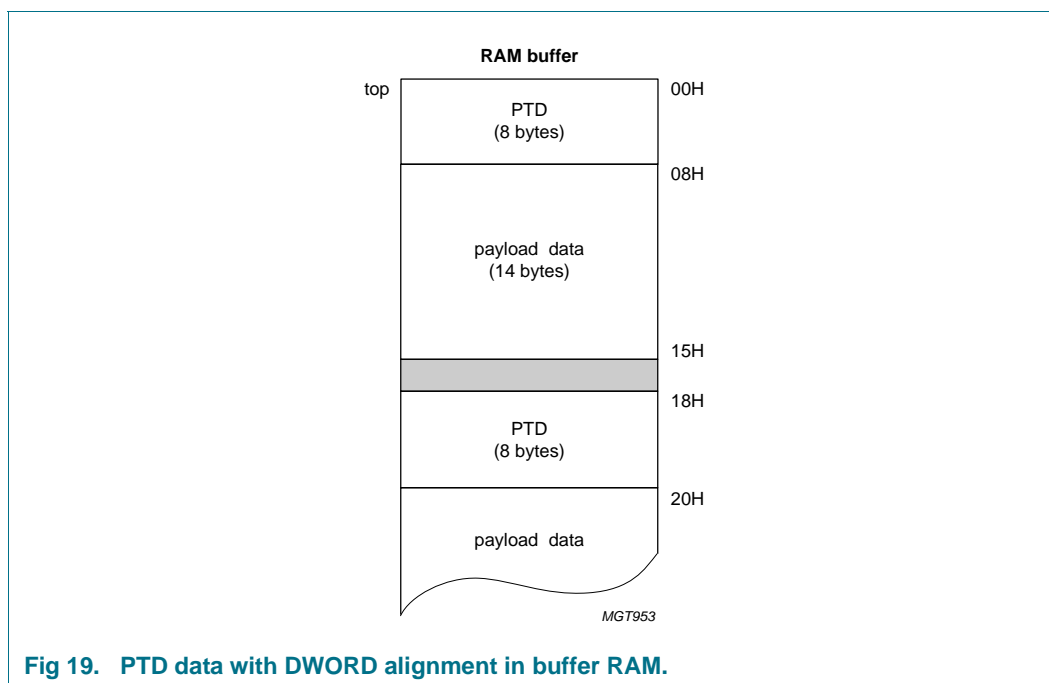 RAM buffer
top
00H
PTD
(8 bytes)
08H
payload data
(14 bytes)
15H
18H
PTD
(8 bytes)
20H
payload data
MGT953
Fig 19. PTD data with DWORD alignment in buffer RAM.